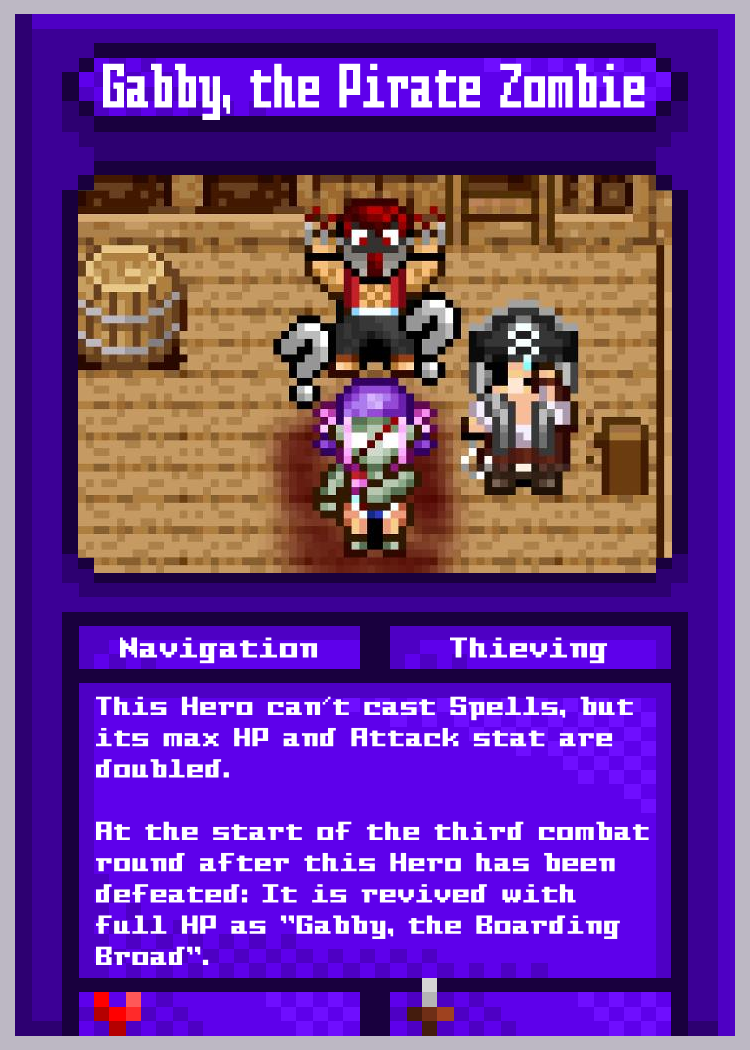 Gabby, the Pirate Zombie
Navigation
Thieving
This Hero can't cast Spells, but
its max HP and Attack stat are
doubled.
At the start of the third combat
round after this Hero has been
defeated: It is revived with
full HP as "Gabby, the Boarding
Broad".